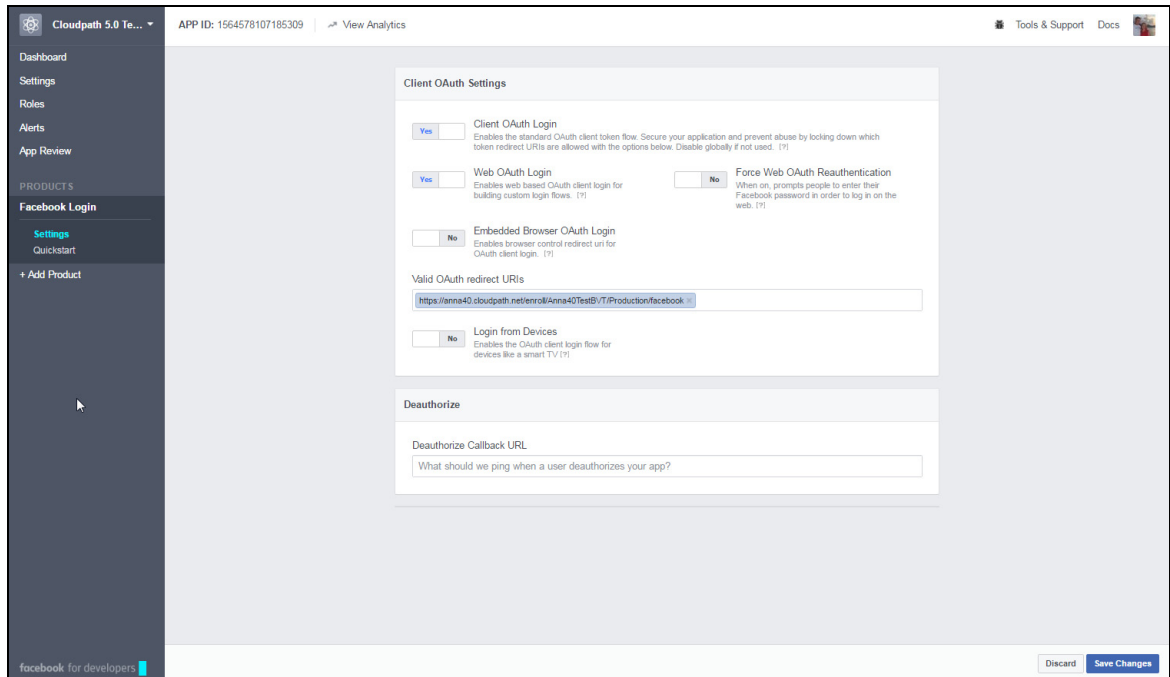 Cloudpath 5.0 Te...
APP ID: 1564578107185309
View Analytics
Tools & Support
Docs
Dashboard
Settings
Roles
Alerts
App Review
PRODUCTS
Facebook Login
Settings
Quickstart
+ Add Product
Client OAuth Settings
Yes
Client OAuth Login
Enables the standard OAuth client token flow. Secure your application and prevent abuse by locking down which
token redirect URIs are allowed with the options below. Disable globally if not used. [?]
Yes
Web OAuth Login
Enables web based OAuth client login for
building custom login flows. [?]
No
Force Web OAuth Reauthentication
When on, prompts people to enter their
Facebook password in order to log in on the
web. [?]
No
Embedded Browser OAuth Login
Enables browser control redirect uri for
OAuth client login. [?]
Valid OAuth redirect URIs
https://anna40.cloudpath.net/enroll/Anna40TestBVT/Production/facebook ×
No
Login from Devices
Enables the OAuth client login flow for
devices like a smart TV [?]
Deauthorize
Deauthorize Callback URL
What should we ping when a user deauthorizes your app?
facebook for developers
Discard
Save Changes